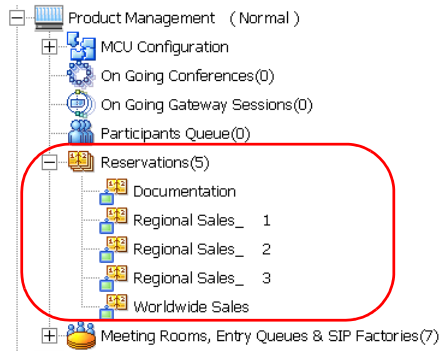 Product Management ( Normal )
MCU Configuration
On Going Conferences(0)
On Going Gateway Sessions(0)
Participants Queue(0)
Reservations(5)
Documentation
Regional Sales_ 1
Regional Sales_ 2
Regional Sales_ 3
Worldwide Sales
Meeting Rooms, Entry Queues & SIP Factories(7)